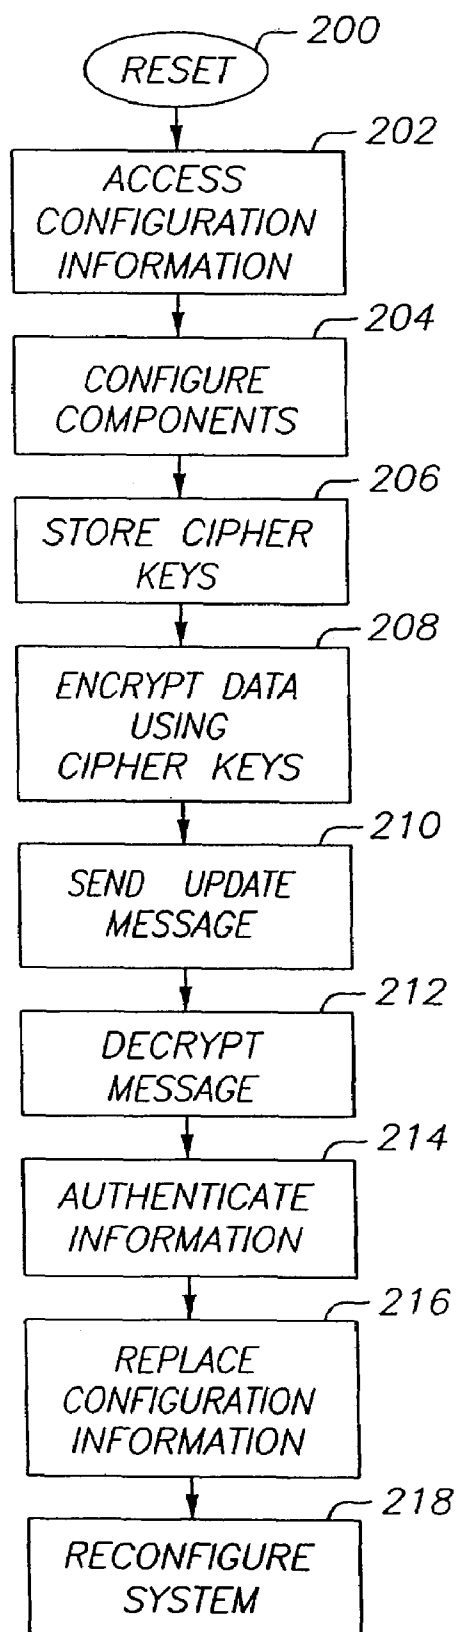 200
RESET
202
ACCESS
CONFIGURATION
INFORMATION
204
CONFIGURE
COMPONENTS
206
STORE CIPHER
KEYS
208
ENCRYPT DATA
USING
CIPHER KEYS
210
SEND UPDATE
MESSAGE
212
DECRYPT
MESSAGE
214
AUTHENTICATE
INFORMATION
216
REPLACE
CONFIGURATION
INFORMATION
218
RECONFIGURE
SYSTEM